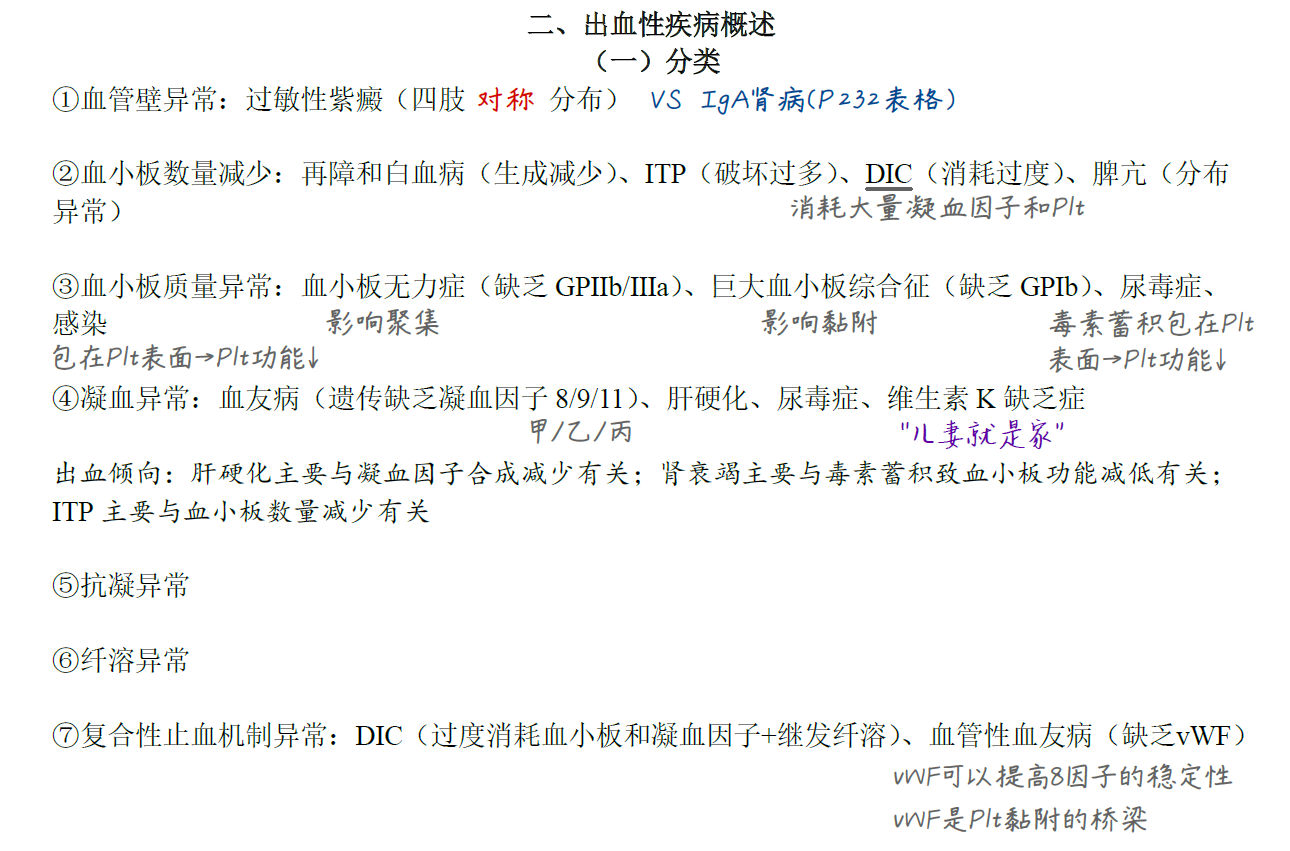 二、出血性疾病概述
（一）分类
①血管壁异常：过敏性紫癜（四肢 对称 分布） VS IgA肾病(P232表格)
②血小板数量减少：再障和白血病（生成减少）、ITP（破坏过多）、DIC（消耗过度）、脾亢（分布
异常）
消耗大量凝血因子和Plt
③血小板质量异常：血小板无力症（缺乏 GPIIb/IIIa）、巨大血小板综合征（缺乏 GPIb）、尿毒症、
感染 影响聚集 影响黏附 毒素蓄积包在Plt
包在Plt表面→Plt功能↓ 表面→Plt功能↓
④凝血异常：血友病（遗传缺乏凝血因子 8/9/11）、肝硬化、尿毒症、维生素 K 缺乏症
甲/乙/丙 "儿妻就是家"
出血倾向：肝硬化主要与凝血因子合成减少有关；肾衰竭主要与毒素蓄积致血小板功能减低有关；
ITP 主要与血小板数量减少有关
⑤抗凝异常
⑥纤溶异常
⑦复合性止血机制异常：DIC（过度消耗血小板和凝血因子+继发纤溶）、血管性血友病（缺乏vWF）
vWF可以提高8因子的稳定性
vWF是Plt黏附的桥梁